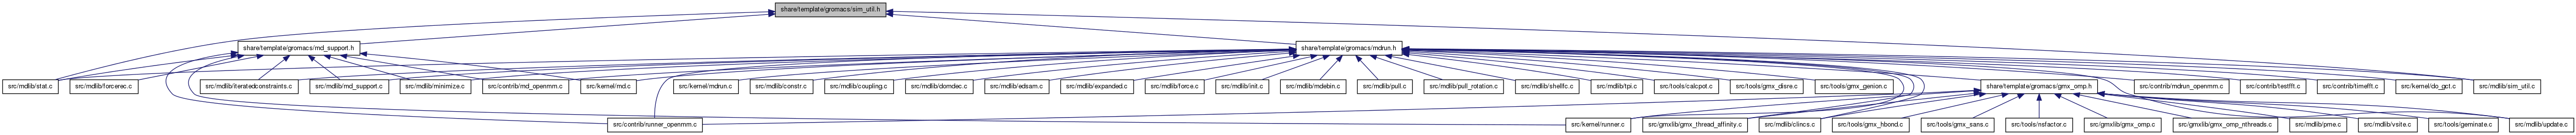 share/template/gromacs/sim_util.h
share/template/gromacs/md_support.h
share/template/gromacs/mdrun.h
src/mdlib/stat.c
src/mdlib/forcerec.c
src/mdlib/iteratedconstraints.c
src/mdlib/md_support.c
src/mdlib/minimize.c
src/contrib/md_openmm.c
src/kernel/md.c
src/kernel/mdrun.c
src/mdlib/constr.c
src/mdlib/coupling.c
src/mdlib/domdec.c
src/mdlib/edsam.c
src/mdlib/expanded.c
src/mdlib/force.c
src/mdlib/init.c
src/mdlib/mdebin.c
src/mdlib/pull.c
src/mdlib/pull_rotation.c
src/mdlib/shellfc.c
src/mdlib/tpi.c
src/tools/calcpot.c
src/tools/gmx_disre.c
src/tools/gmx_genion.c
share/template/gromacs/gmx_omp.h
src/contrib/mdrun_openmm.c
src/contrib/testfft.c
src/contrib/timefft.c
src/kernel/do_gct.c
src/mdlib/sim_util.c
src/contrib/runner_openmm.c
src/kernel/runner.c
src/gmxlib/gmx_thread_affinity.c
src/mdlib/clincs.c
src/tools/gmx_hbond.c
src/tools/gmx_sans.c
src/tools/nsfactor.c
src/gmxlib/gmx_omp.c
src/gmxlib/gmx_omp_nthreads.c
src/mdlib/pme.c
src/mdlib/vsite.c
src/tools/geminate.c
src/mdlib/update.c